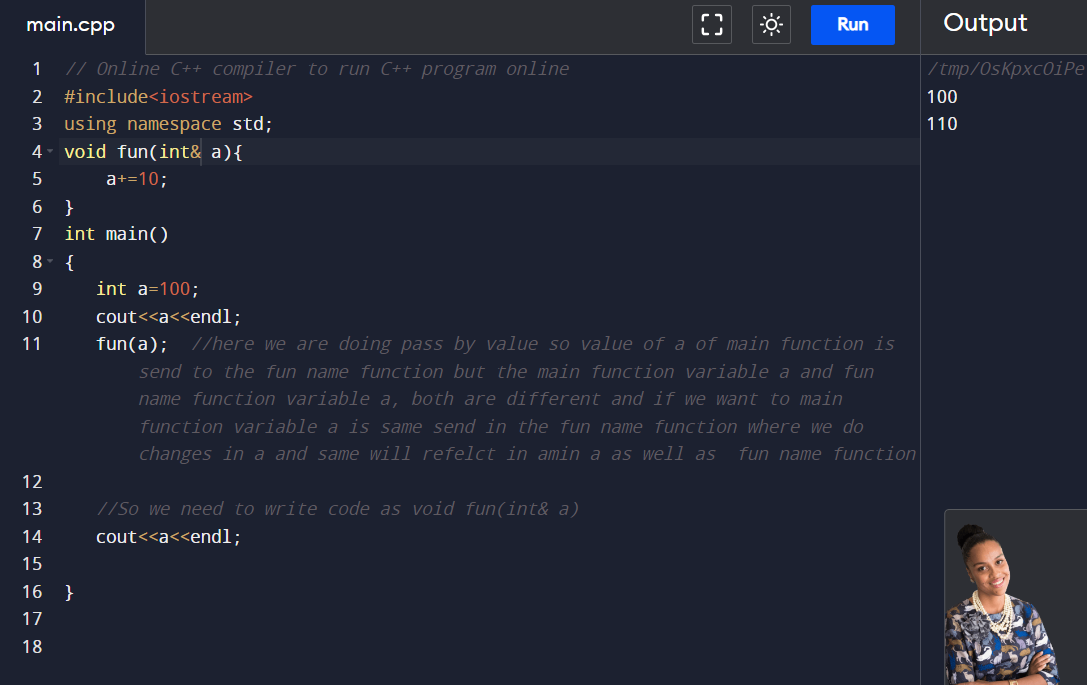 main.cpp
Run
Output
1 // Online C++ compiler to run C++ program online
2 #include<iostream>
3 using namespace std;
4 void fun(int& a){
5 a+=10;
6 }
7 int main()
8 {
9 int a=100;
10 cout<<a<<endl;
11 fun(a); //here we are doing pass by value so value of a of main function is
send to the fun name function but the main function variable a and fun
name function variable a, both are different and if we want to main
function variable a is same send in the fun name function where we do
changes in a and same will refelct in amin a as well as fun name function
12
13 //So we need to write code as void fun(int& a)
14 cout<<a<<endl;
15
16 }
17
18
/tmp/OsKpxcOiPe
100
110